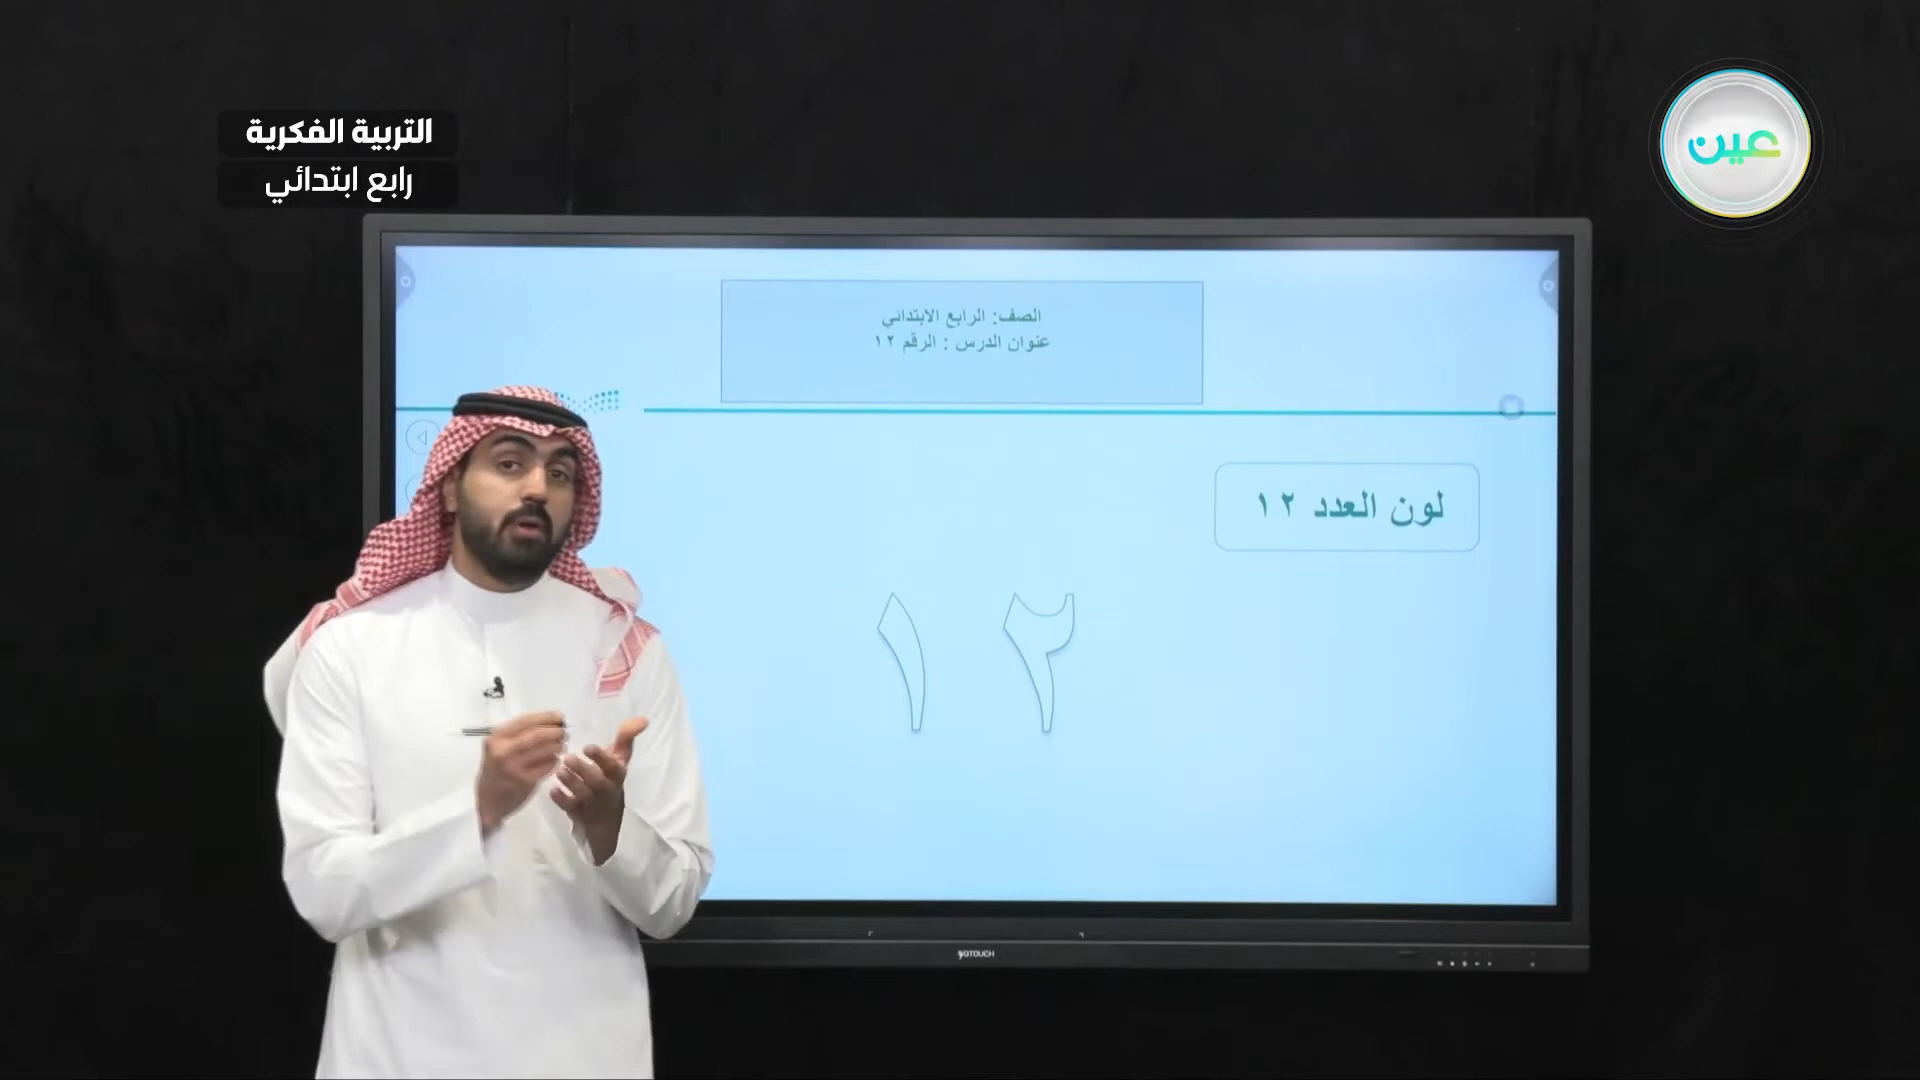 التربية الفكرية
رابع ابتدائي
عين
الصف: الرابع الابتدائي
عنوان الدرس : الرقم ١٢
لون العدد ١٢
١٢